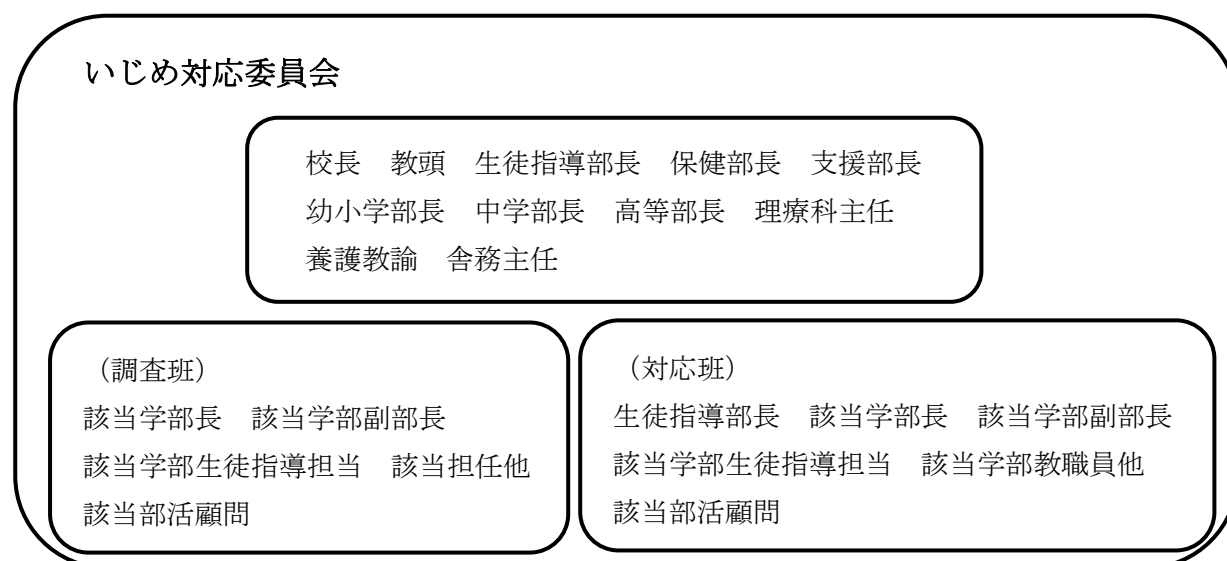 いじめ対応委員会
校長　教頭　生徒指導部長　保健部長　支援部長
幼小学部長　中学部長　高等部長　理療科主任
養護教諭　舎務主任
（調査班）
該当学部長　該当学部副部長
該当学部生徒指導担当　該当担任他
該当部活顧問
（対応班）
生徒指導部長　該当学部長　該当学部副部長
該当学部生徒指導担当　該当学部教職員他
該当部活顧問